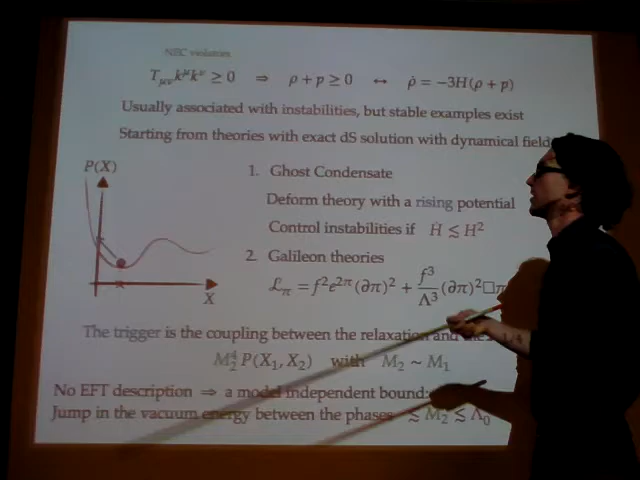 NEC violation
T_{μν}k^μk^ν ≥ 0 ⇒ ρ + p ≥ 0 ↔ ρ̇ = −3H(ρ + p)
Usually associated with instabilities, but stable examples exist
Starting from theories with exact dS solution with dynamical field
P(X)
X
1. Ghost Condensate
Deform theory with a rising potential
Control instabilities if Ḣ ≲ H²
2. Galileon theories
ℒ_π = f²e^{2π}(∂π)² + f³/Λ³ (∂π)²□π
The trigger is the coupling between the relaxation and
M₂⁴ P(X₁, X₂) with M₂ ~ M₁
No EFT description ⇒ a model independent bound:
Jump in the vacuum energy between the phases ≲ M₂ ≲ Λ₀